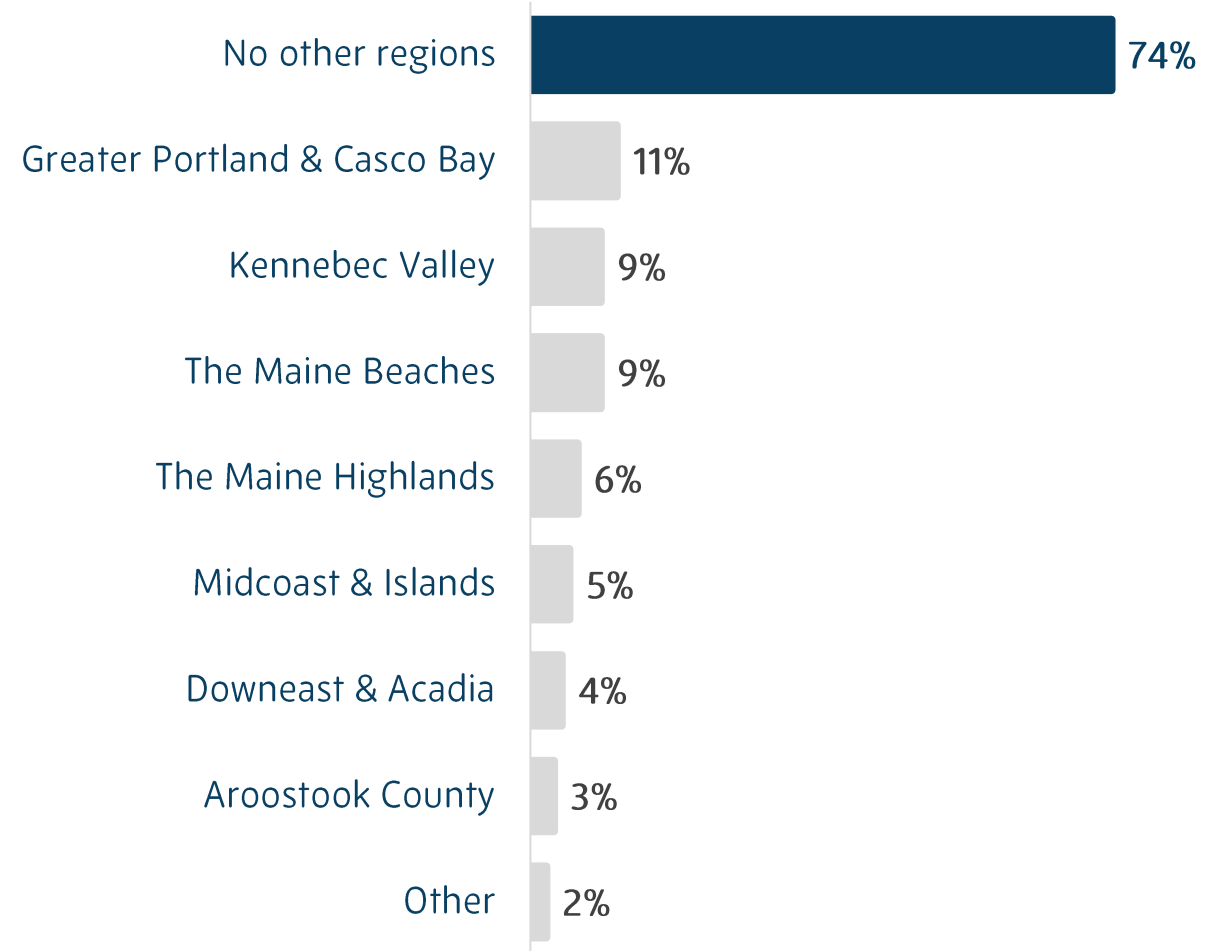 No other regions 74%
Greater Portland & Casco Bay 11%
Kennebec Valley 9%
The Maine Beaches 9%
The Maine Highlands 6%
Midcoast & Islands 5%
Downeast & Acadia 4%
Aroostook County 3%
Other 2%